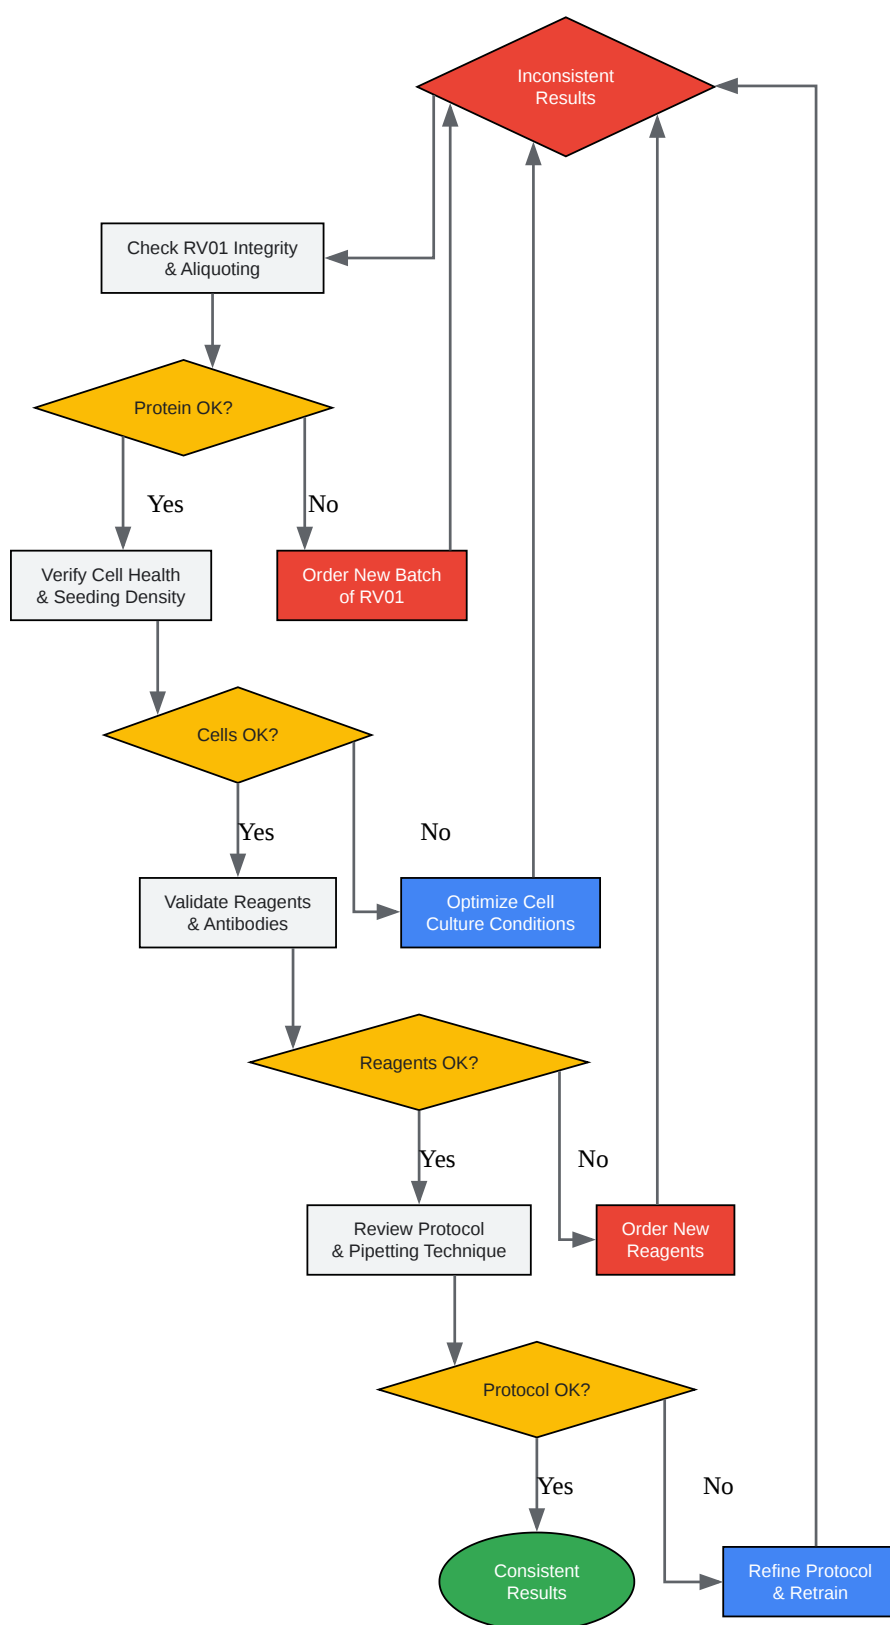 Inconsistent
Results
Check RV01 Integrity
& Aliquoting
Protein OK?
Yes
No
Verify Cell Health
& Seeding Density
Order New Batch
of RV01
Cells OK?
Yes
No
Validate Reagents
& Antibodies
Optimize Cell
Culture Conditions
Reagents OK?
Yes
No
Review Protocol
& Pipetting Technique
Order New
Reagents
Protocol OK?
Yes
No
Consistent
Results
Refine Protocol
& Retrain